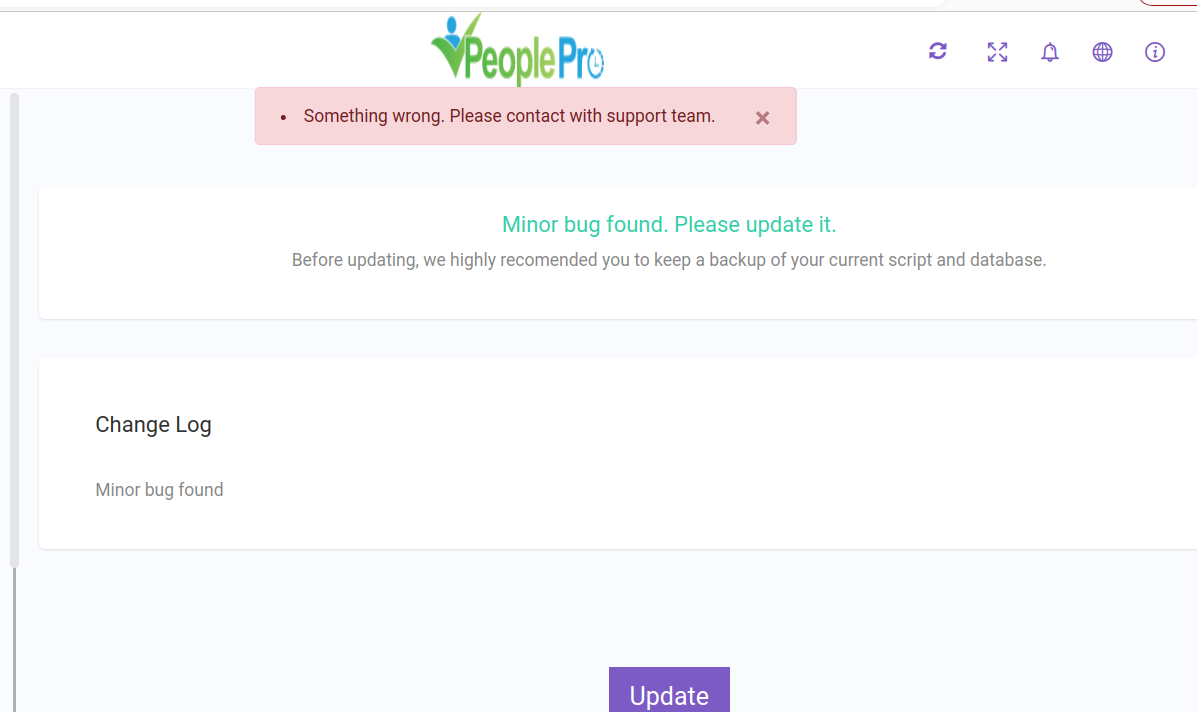 PeoplePro
• Something wrong. Please contact with support team. ×
Minor bug found. Please update it.
Before updating, we highly recomended you to keep a backup of your current script and database.
Change Log
Minor bug found
Update